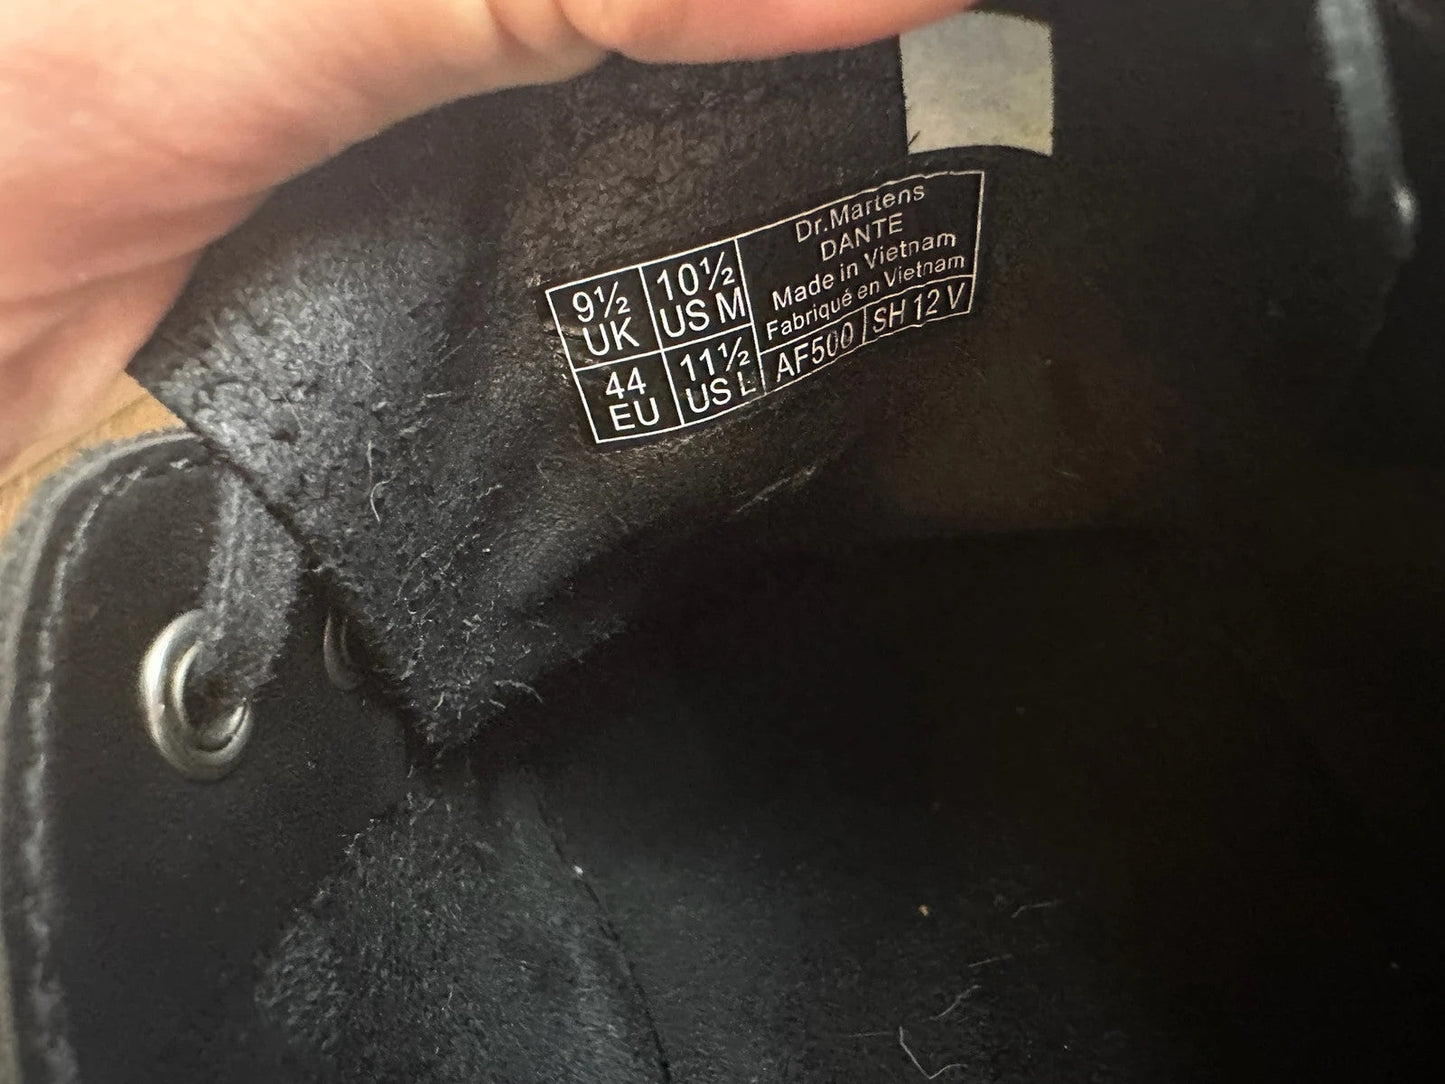 9½
UK
10½
US M
44
EU
11½
US L
Dr.Martens
DANTE
Made in Vietnam
Fabriqué en Vietnam
AF500
SH 12 V